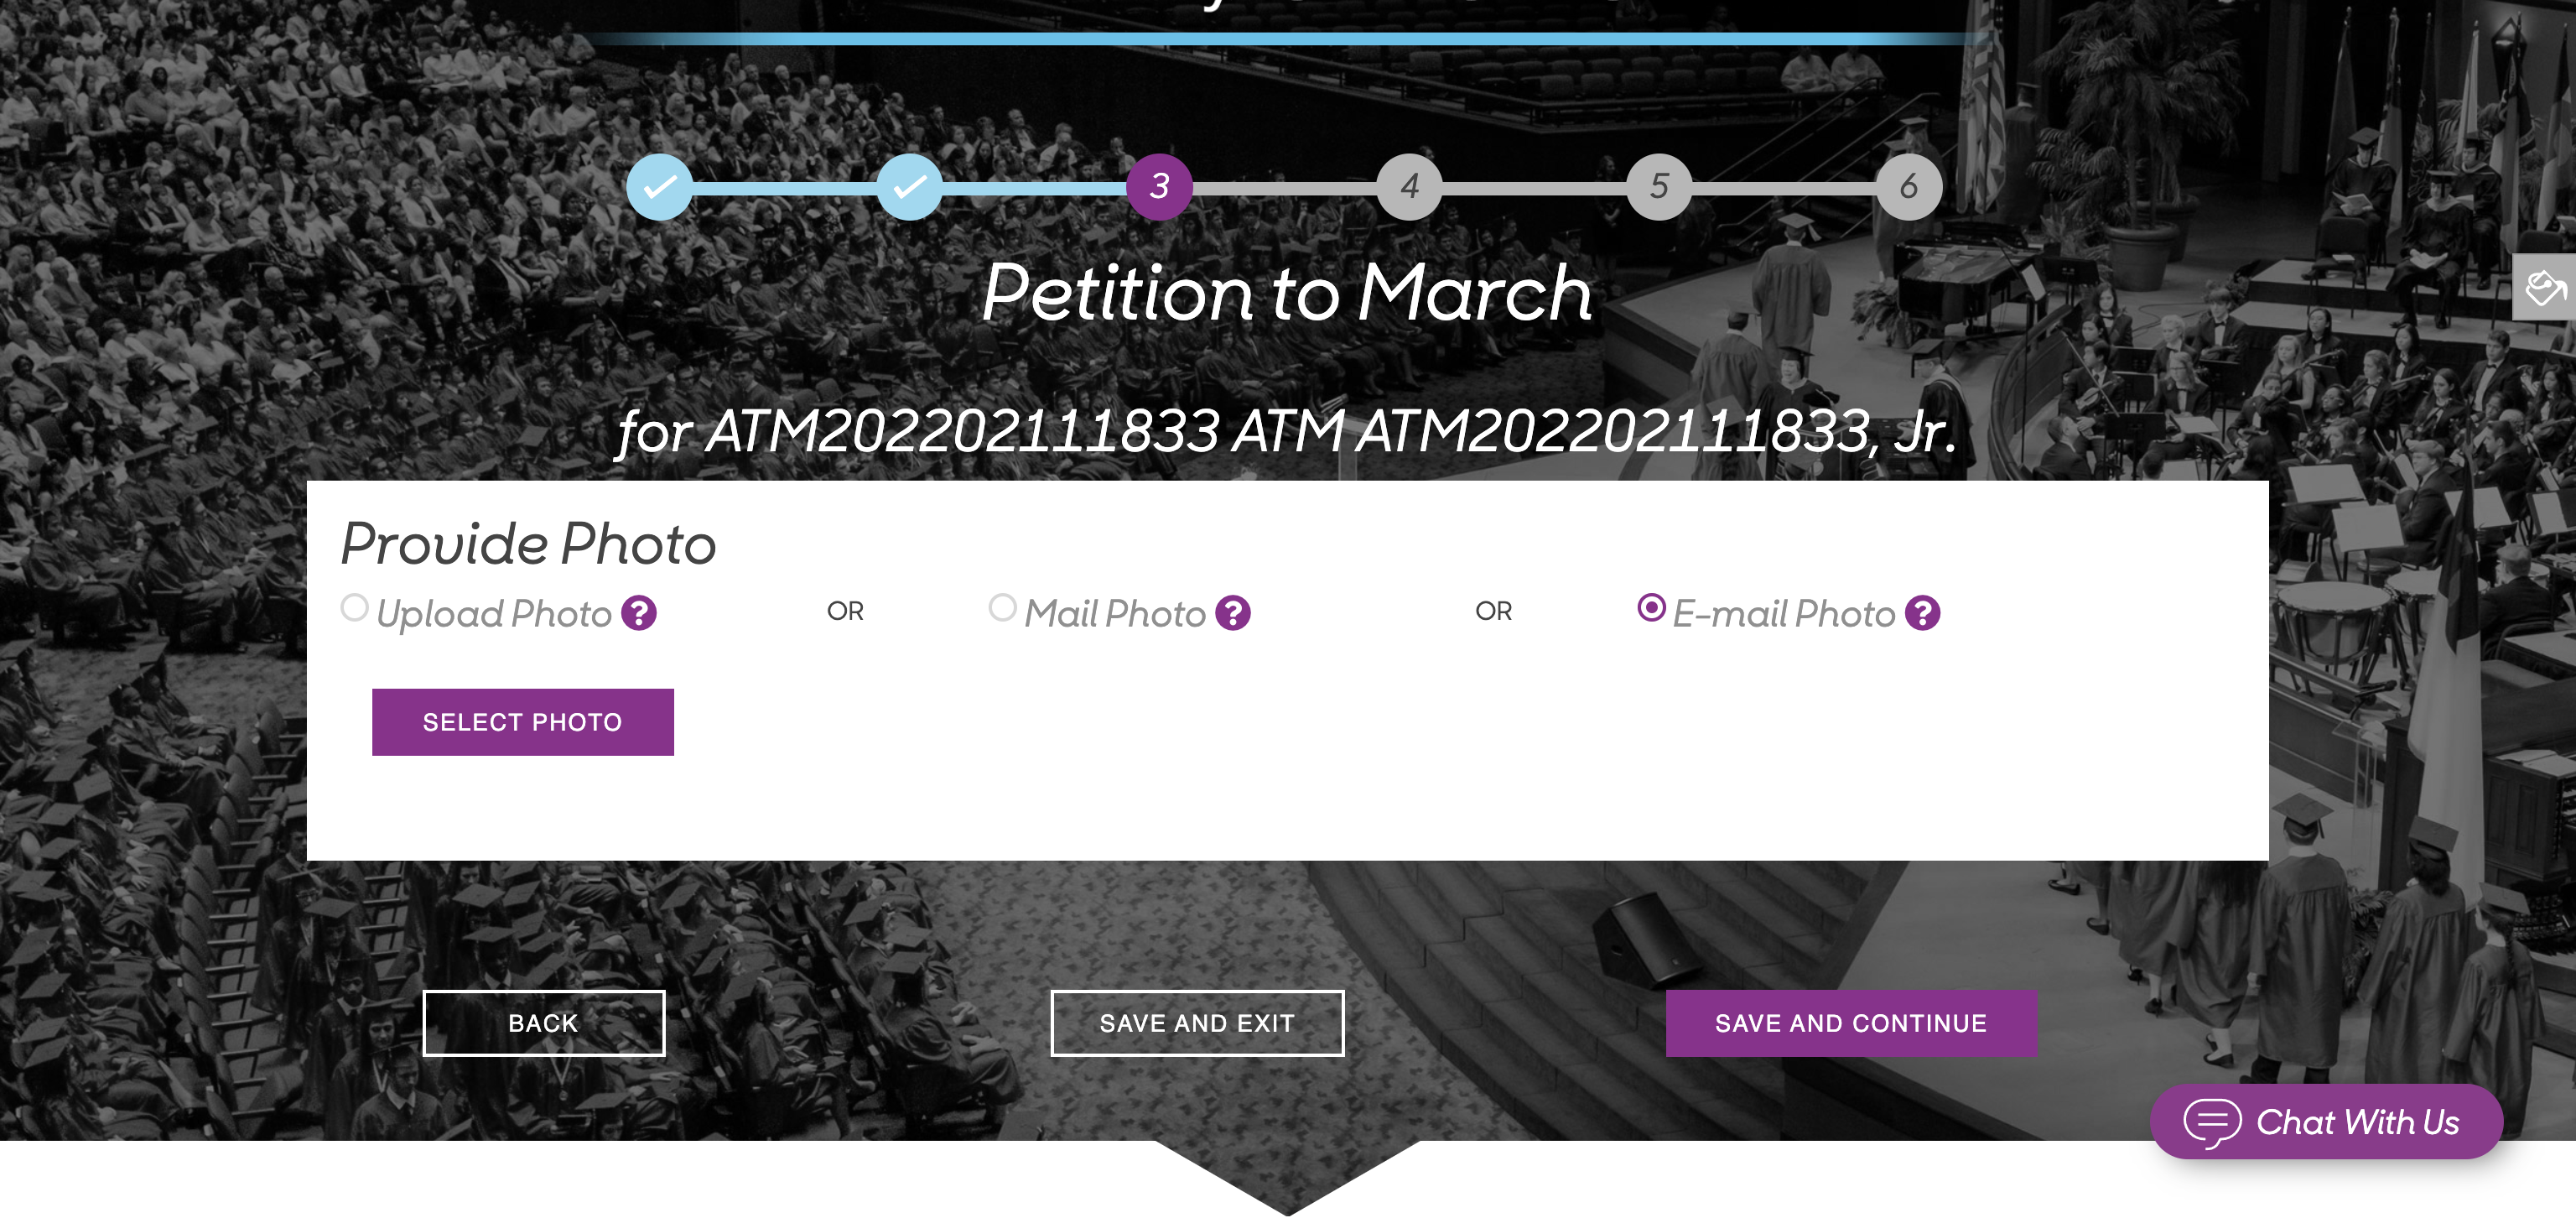 3 4 5 6
Petition to March
for ATM202202111833 ATM ATM202202111833, Jr.
Provide Photo
Upload Photo ? OR Mail Photo ? OR E-mail Photo ?
SELECT PHOTO
BACK SAVE AND EXIT SAVE AND CONTINUE
Chat With Us